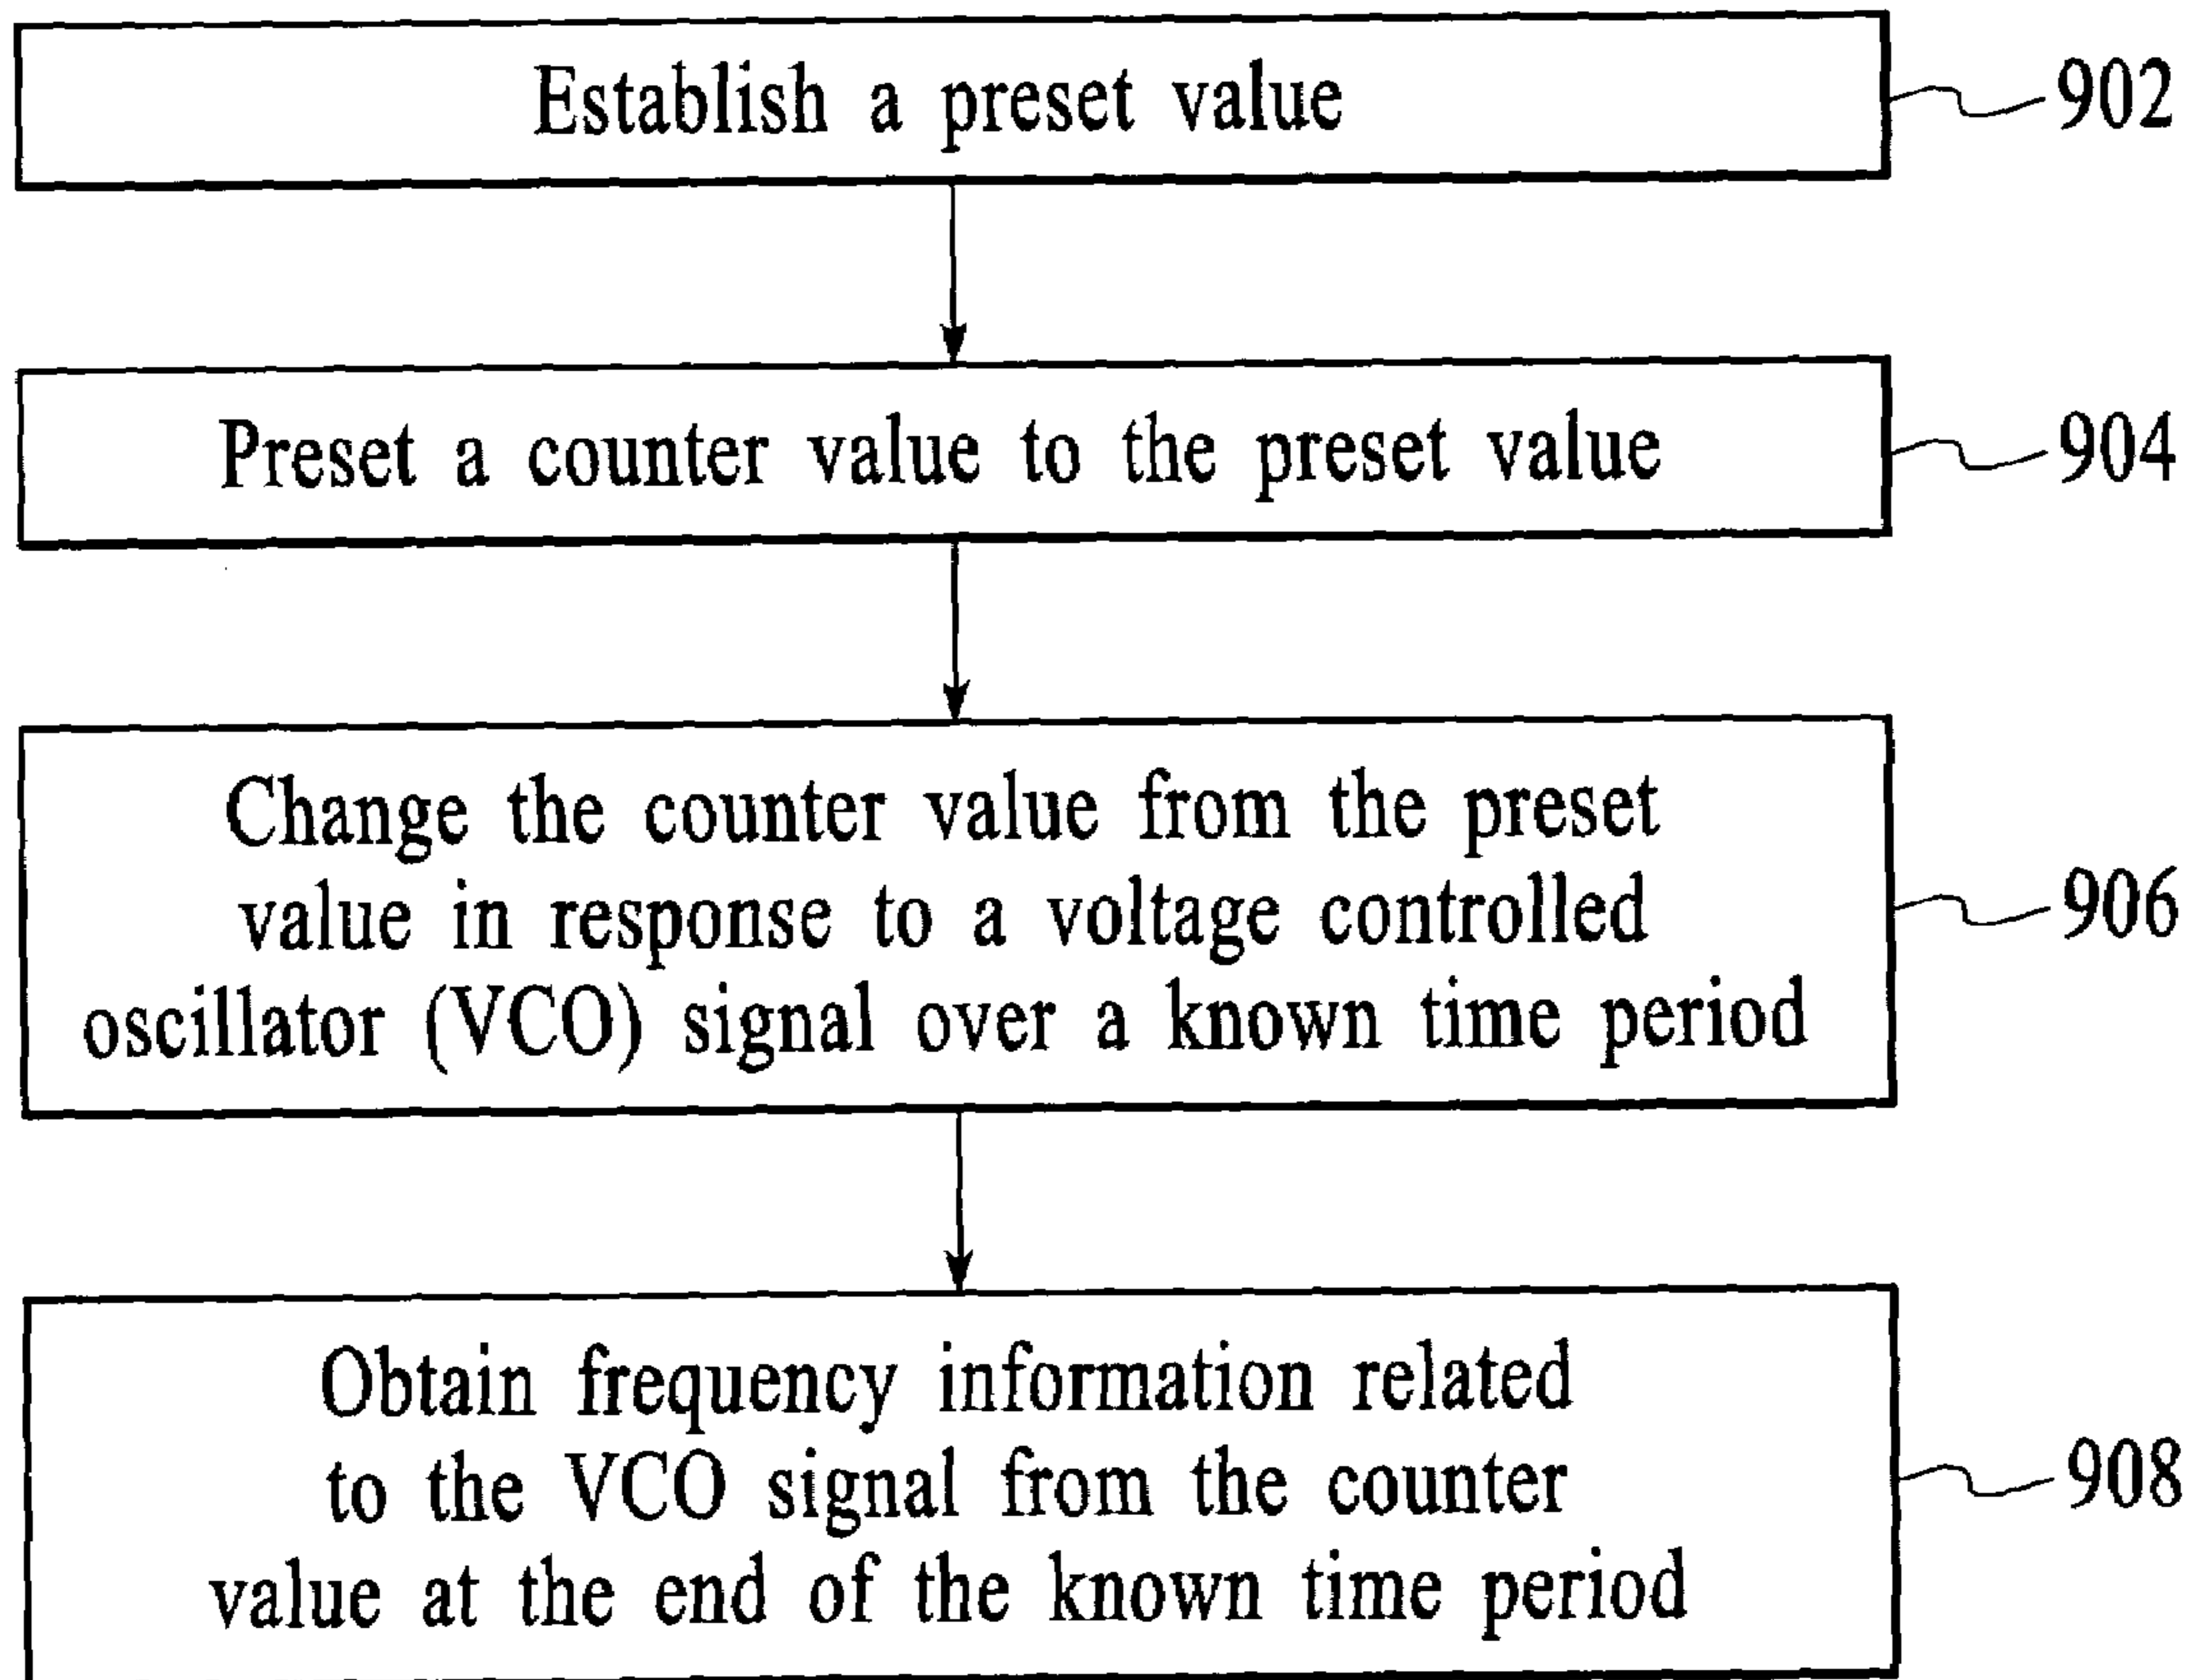 Establish a preset value
902
Preset a counter value to the preset value
904
Change the counter value from the preset
value in response to a voltage controlled
oscillator (VCO) signal over a known time period
906
Obtain frequency information related
to the VCO signal from the counter
value at the end of the known time period
908